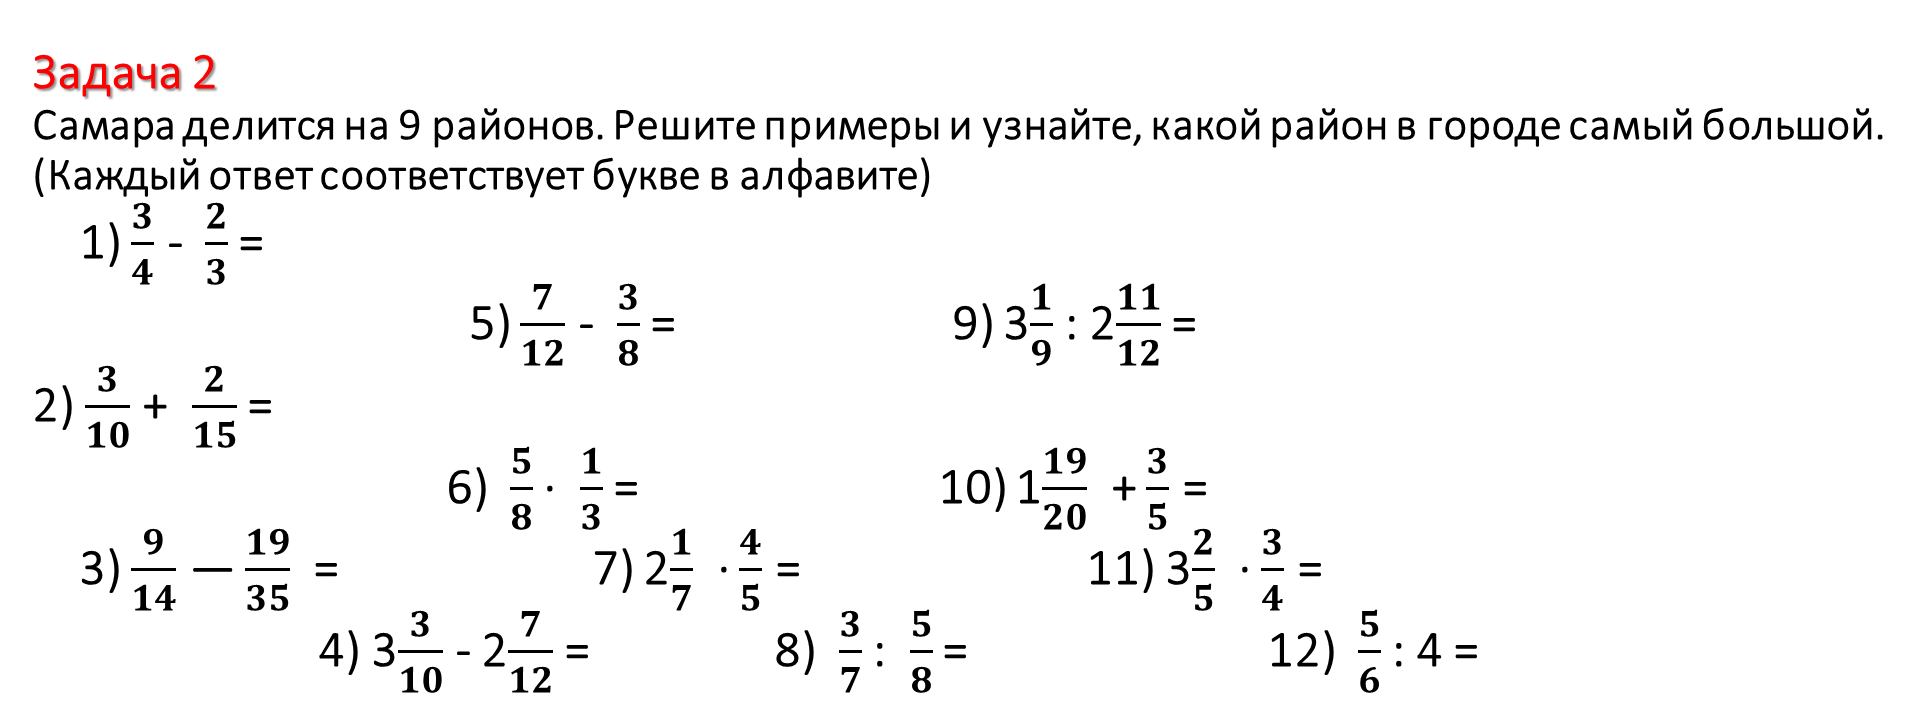 Задача 2
Самара делится на 9 районов. Решите примеры и узнайте, какой район в городе самый большой.
(Каждый ответ соответствует букве в алфавите)
1) 3/4 - 2/3 =
5) 7/12 - 3/8 = 9) 3 1/9 : 2 11/12 =
2) 3/10 + 2/15 =
6) 5/8 · 1/3 = 10) 1 19/20 + 3/5 =
3) 9/14 — 19/35 = 7) 2 1/7 · 4/5 = 11) 3 2/5 · 3/4 =
4) 3 3/10 - 2 7/12 = 8) 3/7 : 5/8 = 12) 5/6 : 4 =